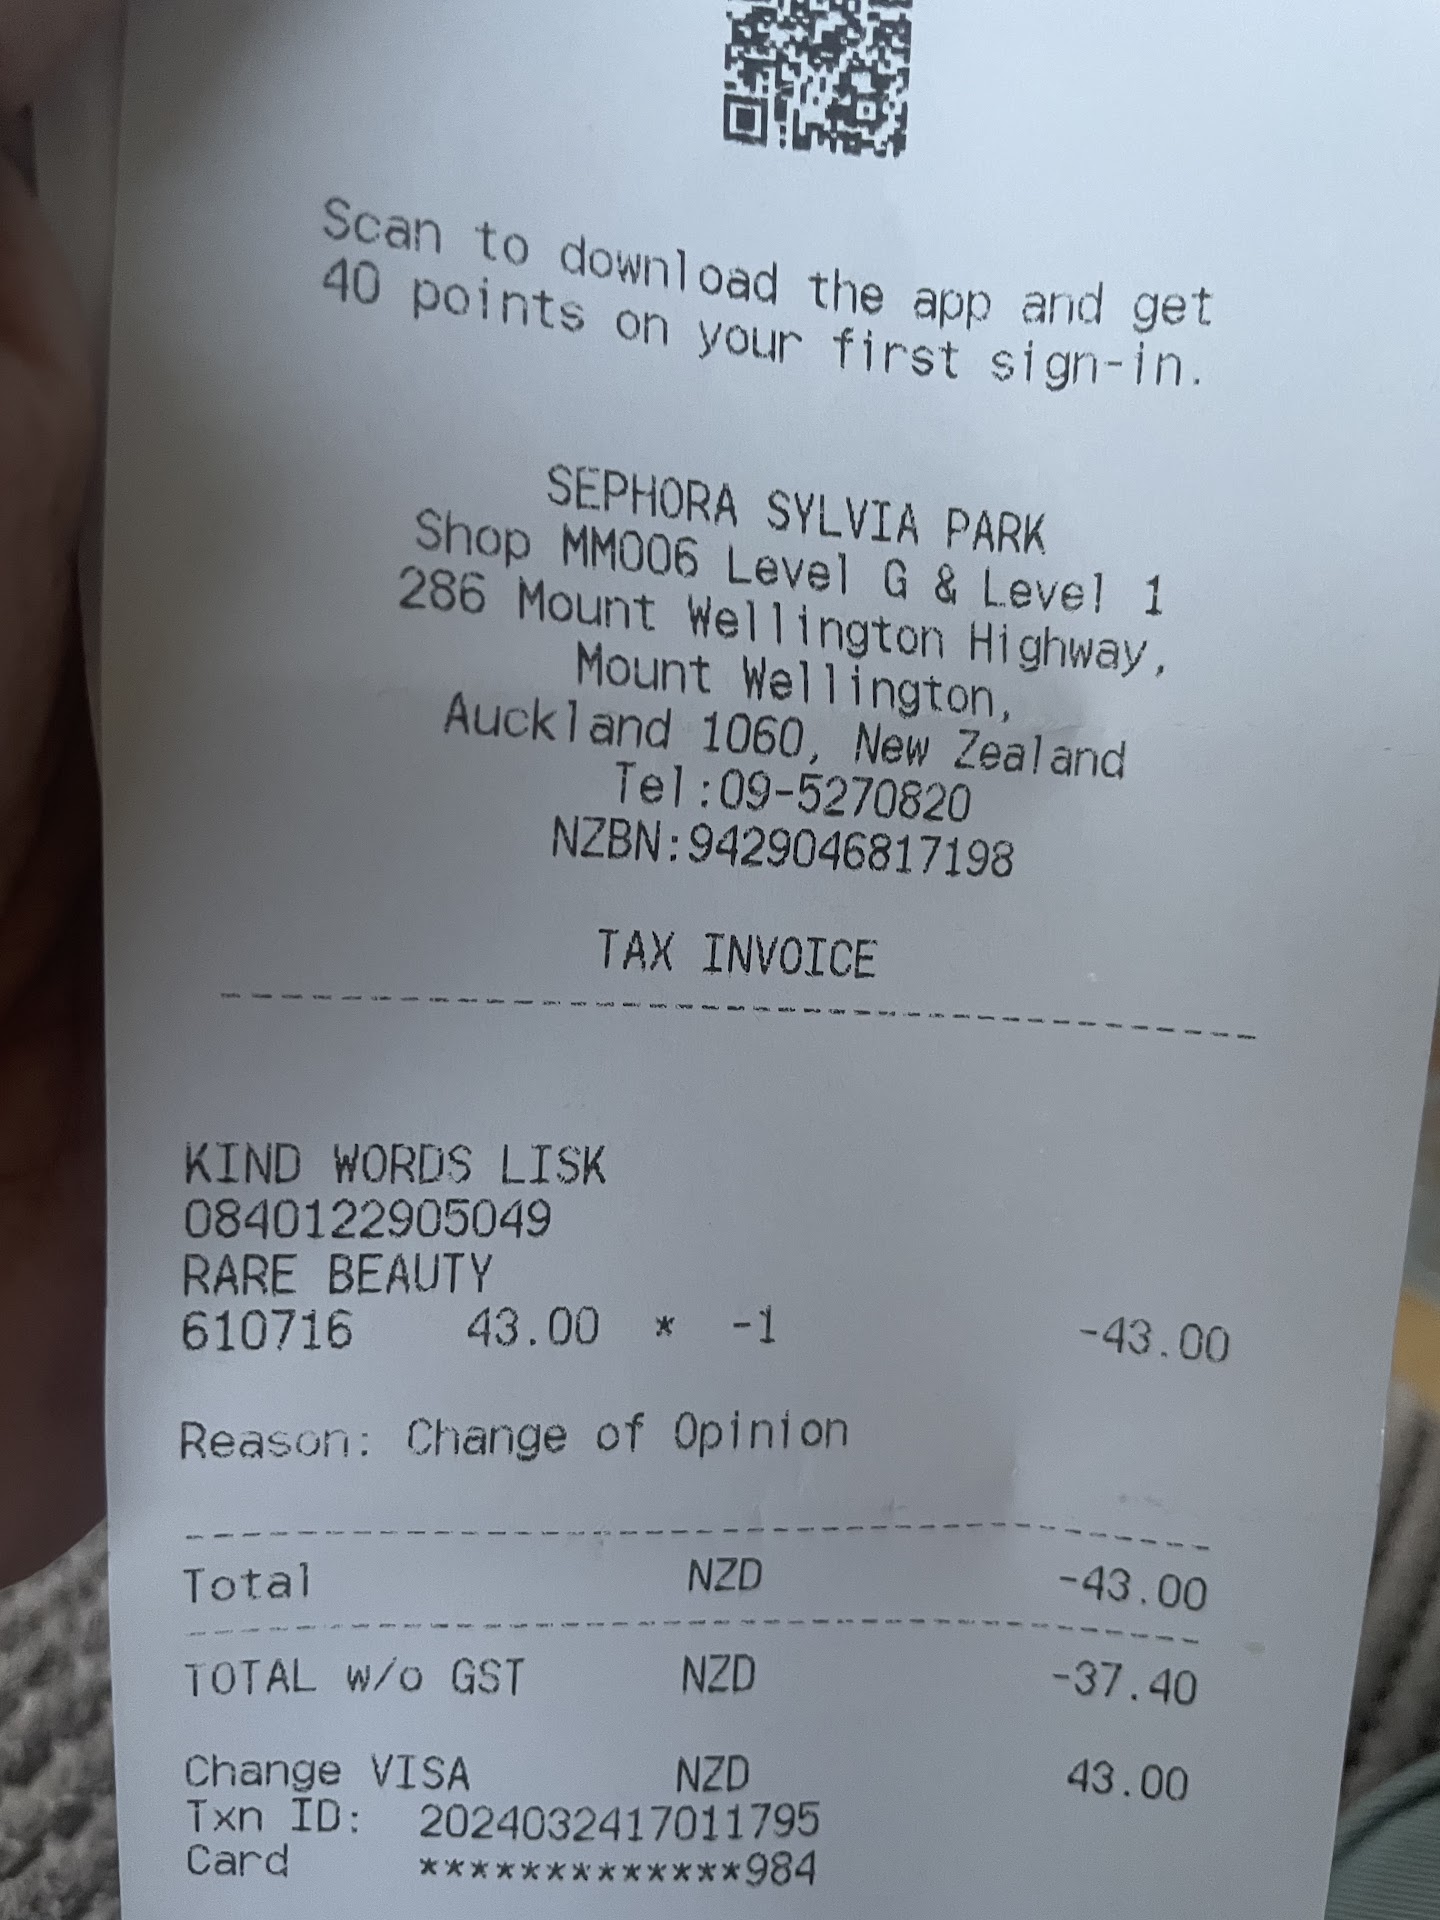 Scan to download the app and get
40 points on your first sign-in.
SEPHORA SYLVIA PARK
Shop MM006 Level G & Level 1
286 Mount Wellington Highway,
Mount Wellington,
Auckland 1060, New Zealand
Tel:09-5270820
NZBN:9429046817198
TAX INVOICE
KIND WORDS LISK
0840122905049
RARE BEAUTY
610716 43.00 * -1 -43.00
Reason: Change of Opinion
Total NZD -43.00
TOTAL w/o GST NZD -37.40
Change VISA NZD 43.00
Txn ID: 2024032417011795
Card *************984